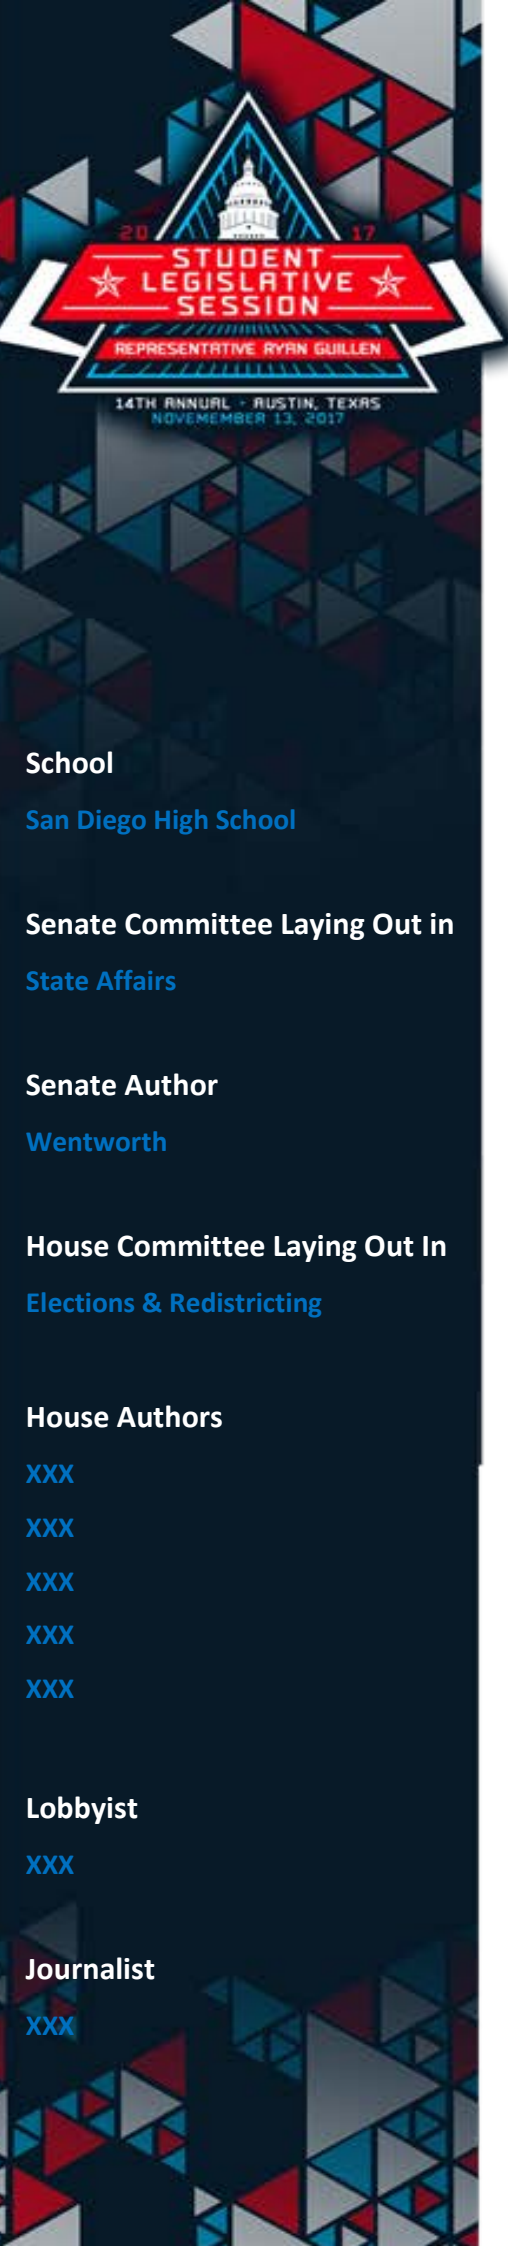 20 17
STUDENT
LEGISLATIVE
SESSION
REPRESENTATIVE RYAN GUILLEN
14TH ANNUAL - AUSTIN, TEXAS
NOVEMEMBER 13, 2017
School
San Diego High School
Senate Committee Laying Out in
State Affairs
Senate Author
Wentworth
House Committee Laying Out In
Elections & Redistricting
House Authors
XXX
XXX
XXX
XXX
XXX
Lobbyist
XXX
Journalist
XXX